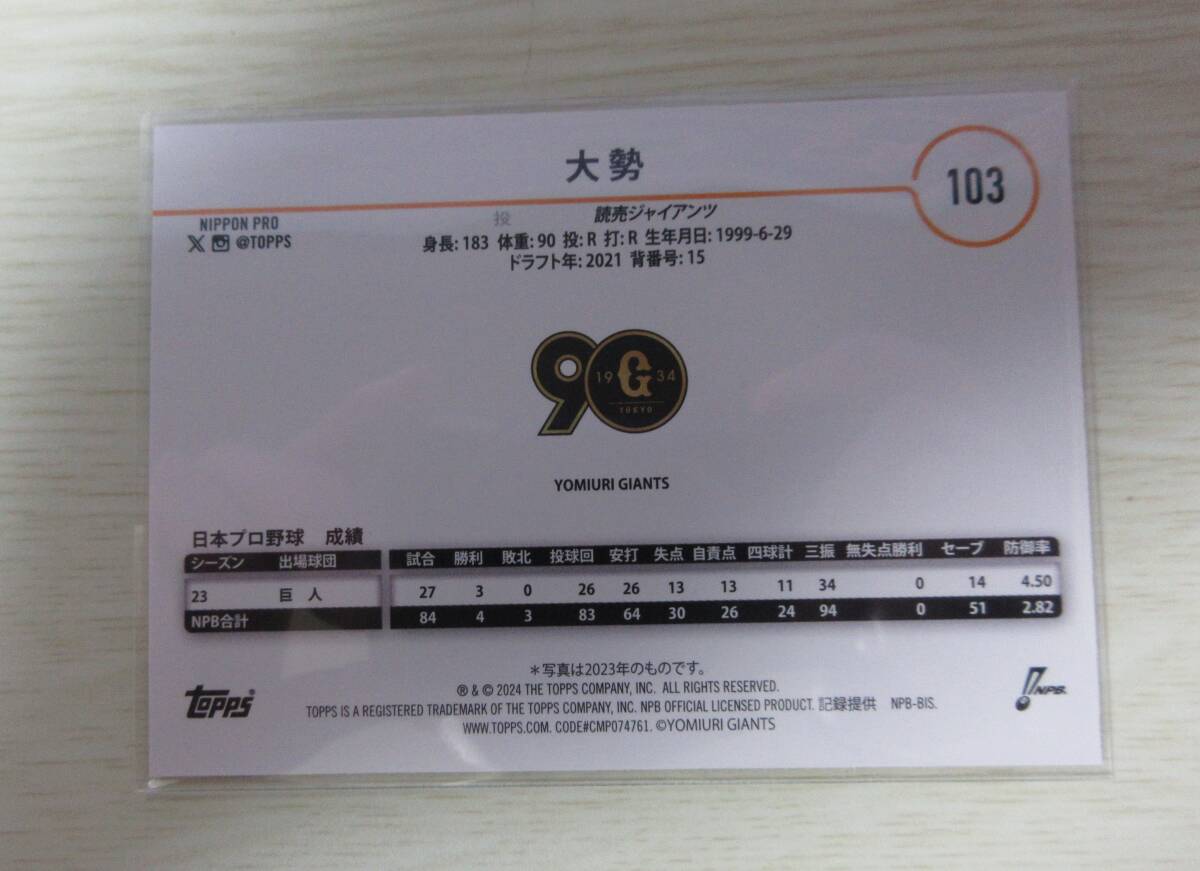 大勢
103
NIPPON PRO
@TOPPS
投 読売ジャイアンツ
身長: 183 体重: 90 投: R 打: R 生年月日: 1999-6-29
ドラフト年: 2021 背番号: 15
90
19 G 34
TOKYO
YOMIURI GIANTS
日本プロ野球 成績
シーズン 出場球団 試合 勝利 敗北 投球回 安打 失点 自責点 四球計 三振 無失点勝利 セーブ 防御率
23 巨人 27 3 0 26 26 13 13 11 34 0 14 4.50
NPB合計 84 4 3 83 64 30 26 24 94 0 51 2.82
＊写真は2023年のものです。
® & © 2024 THE TOPPS COMPANY, INC. ALL RIGHTS RESERVED.
TOPPS IS A REGISTERED TRADEMARK OF THE TOPPS COMPANY, INC. NPB OFFICIAL LICENSED PRODUCT. 記録提供 NPB-BIS.
WWW.TOPPS.COM. CODE#CMP074761. ©YOMIURI GIANTS
Topps®
NPB.